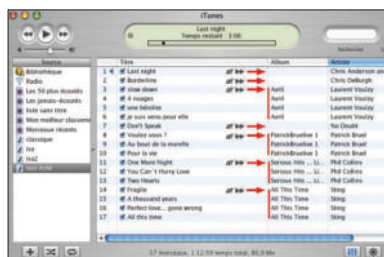 iTunes
Last night
Temps restant : 3:06
Rechercher
Source
Bibliothèque
Radio
Les 50 plus écoutés
Les jamais-écoutés
liste sans titre
Mon meilleur classeme
Morceaux récents
classique
Titre Album Artiste
1 Last night Chris Anderson an
2 Borderline Chris DeBurgh
3 slow down Avril Laurent Voulzy
4 4 nuages Avril Laurent Voulzy
5 une héroïne Avril Laurent Voulzy
6 je suis venu pour elle Avril Laurent Voulzy
7 Don't Speak No Doubt
8 Voulez vous ? PatrickBruelive 1 Patrick Bruel
9 Au bout de la marelle PatrickBruelive 1 Patrick Bruel
10 Pour la vie PatrickBruelive 1 Patrick Bruel
11 One More Night Serious Hits ... Li... Phil Collins
12 You Can't Hurry Love Serious Hits ... Li... Phil Collins
13 Two Hearts Serious Hits ... Li... Phil Collins
14 Fragile All This Time Sting
15 A thousand years All This Time Sting
16 Perfect love... gone wrong All This Time Sting
17 All this time All This Time Sting
17 morceaux, 1:12:59 temps total, 80,9 Mo